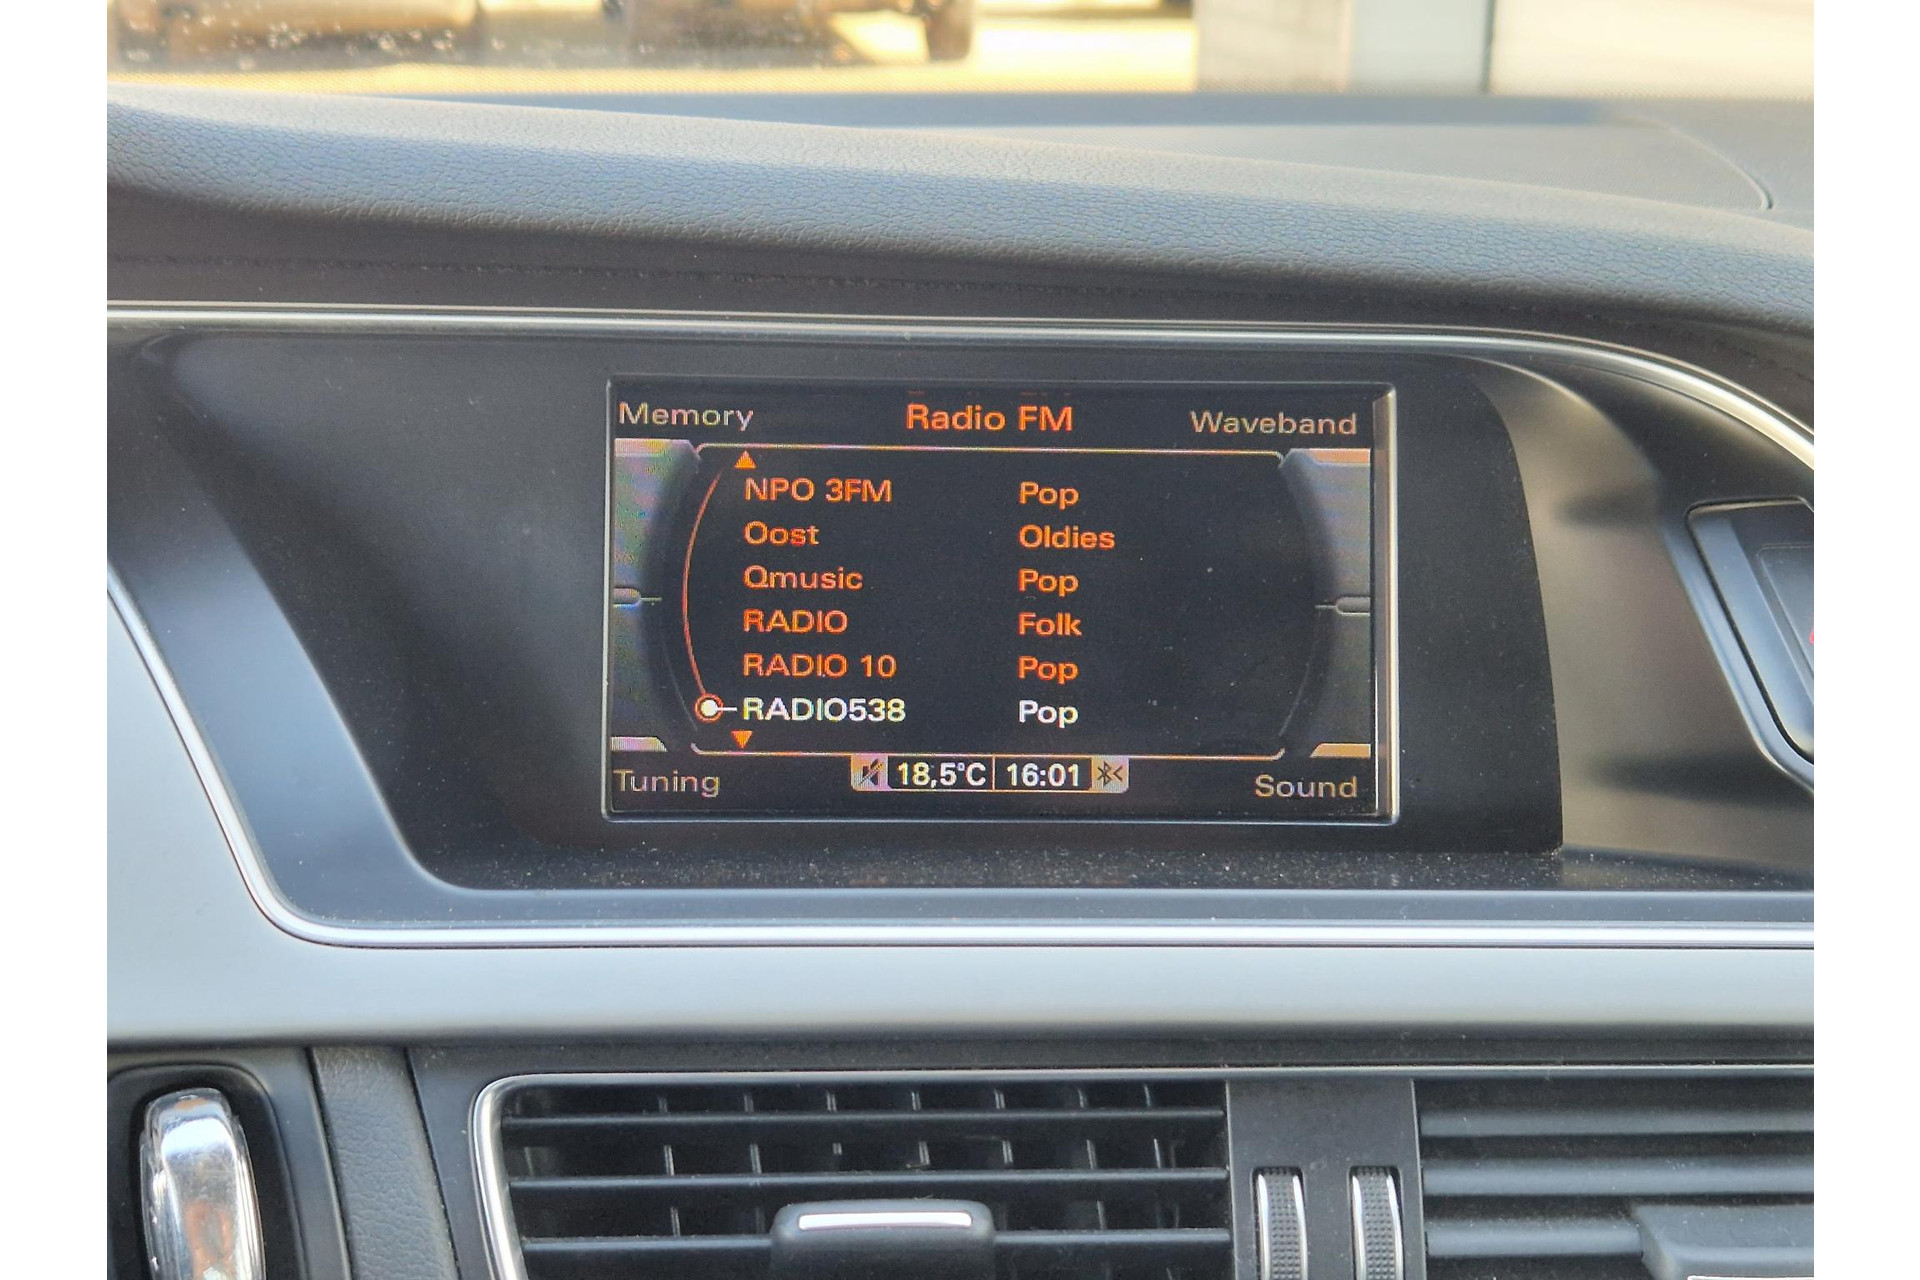 Memory Radio FM Waveband
NPO 3FM Pop
Oost Oldies
Qmusic Pop
RADIO Folk
RADIO 10 Pop
RADIO538 Pop
Tuning 18,5°C 16:01 Sound